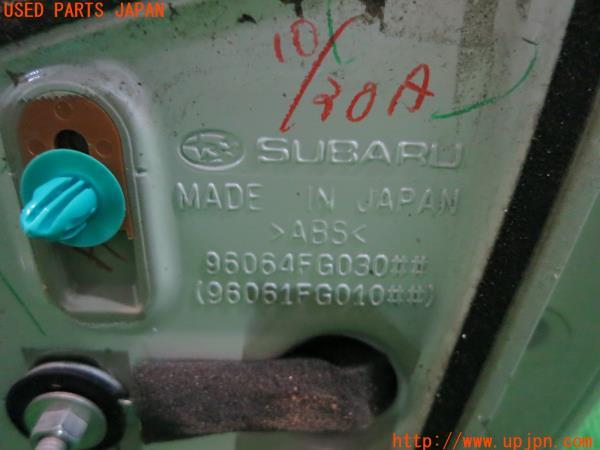 USED PARTS JAPAN
10/30A
SUBARU
MADE IN JAPAN
>ABS<
96064FG030##
(96061FG010##)
http://www.upjpn.com/